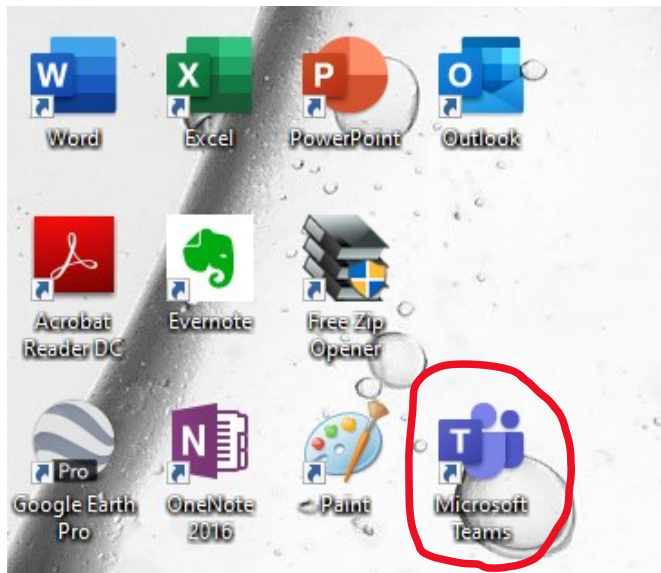 W X P O
Word Excel PowerPoint Outlook
Acrobat Evernote Free Zip
Reader DC Opener
Pro N T
Google Earth OneNote Paint Microsoft
Pro 2016 Teams